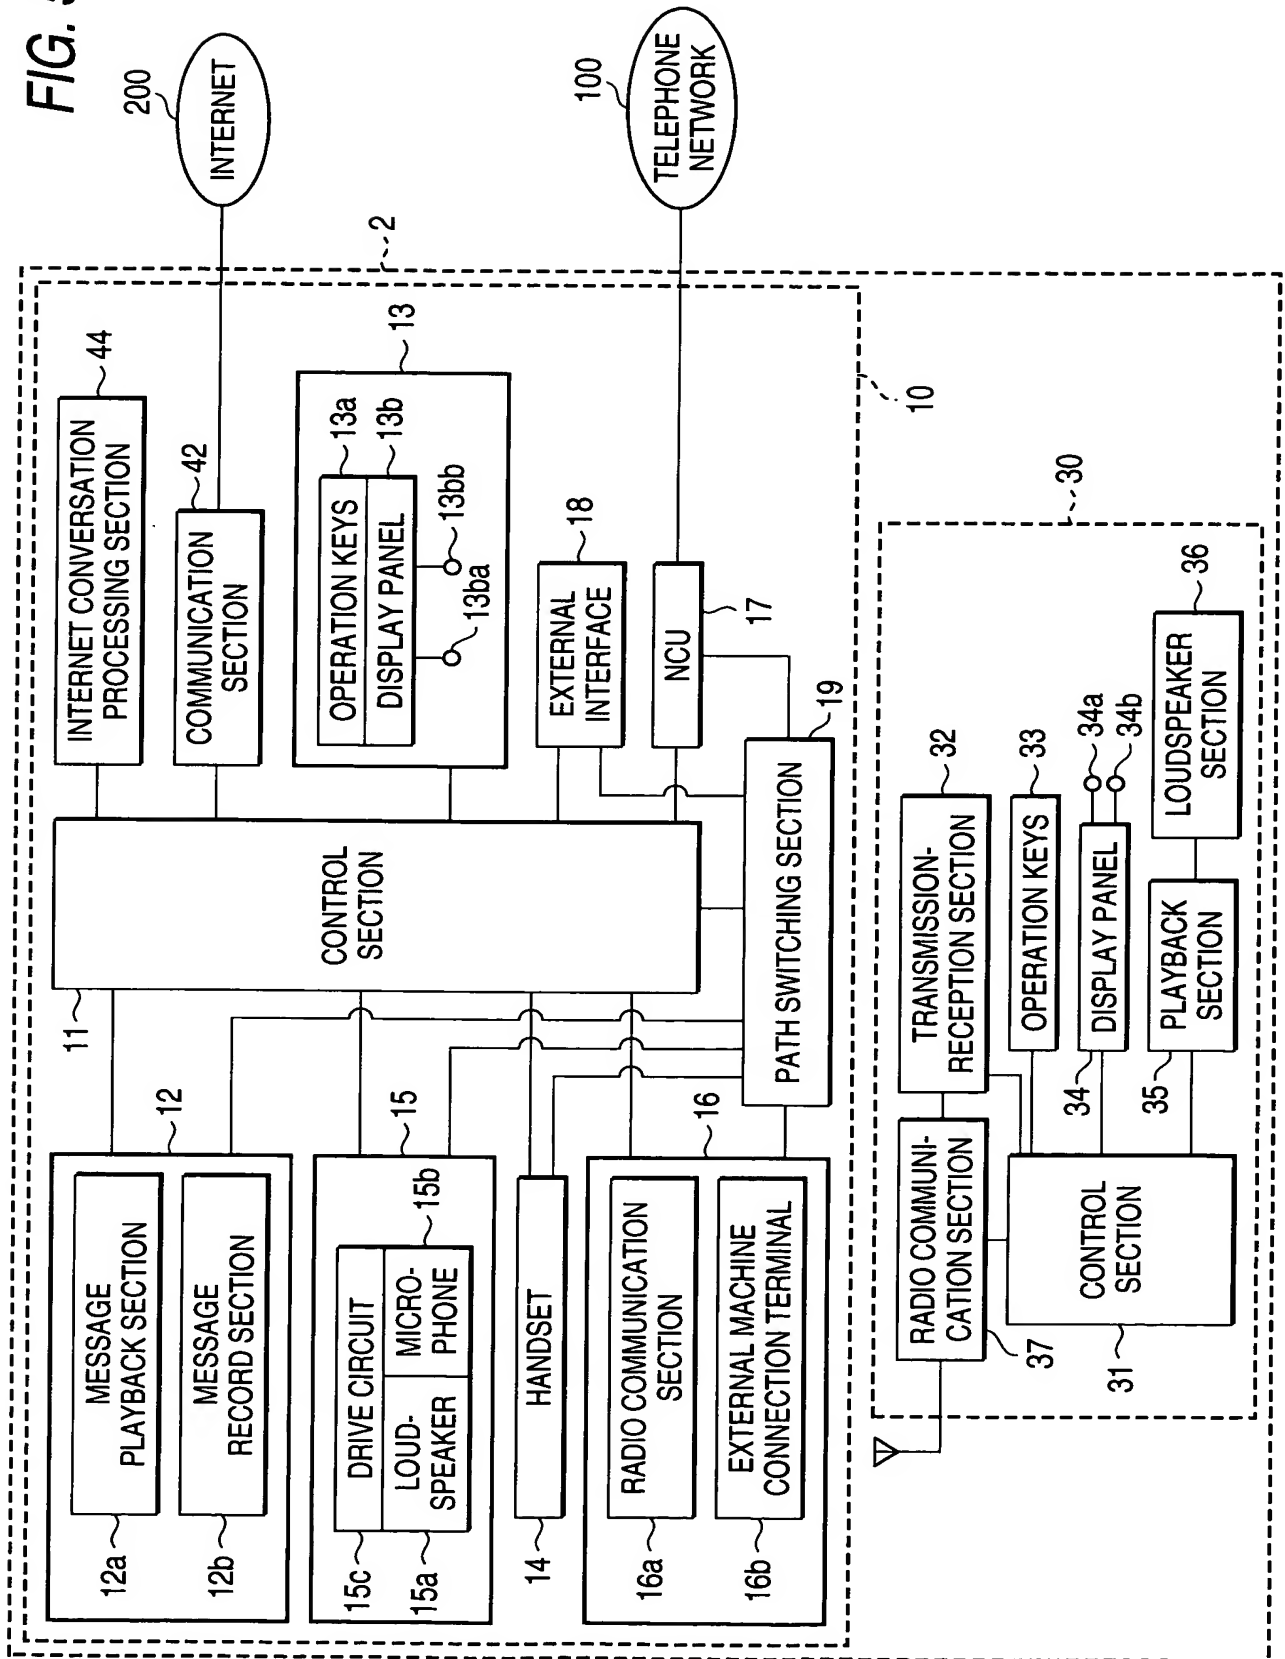 FIG.
200
INTERNET
100
TELEPHONE
NETWORK
2
44
INTERNET CONVERSATION
PROCESSING SECTION
42
COMMUNICATION
SECTION
13
OPERATION KEYS
13a
DISPLAY PANEL
13b
13ba
13bb
18
EXTERNAL
INTERFACE
NCU
17
10
11
CONTROL
SECTION
19
PATH SWITCHING SECTION
12
MESSAGE
PLAYBACK SECTION
12a
MESSAGE
RECORD SECTION
12b
15
DRIVE CIRCUIT
15c
LOUD-
SPEAKER
15a
MICRO-
PHONE
15b
HANDSET
14
16
RADIO COMMUNICATION
SECTION
16a
EXTERNAL MACHINE
CONNECTION TERMINAL
16b
30
RADIO COMMUNI-
CATION SECTION
37
TRANSMISSION-
RECEPTION SECTION
32
OPERATION KEYS
33
DISPLAY PANEL
34
34a
34b
PLAYBACK
SECTION
35
LOUDSPEAKER
SECTION
36
CONTROL
SECTION
31